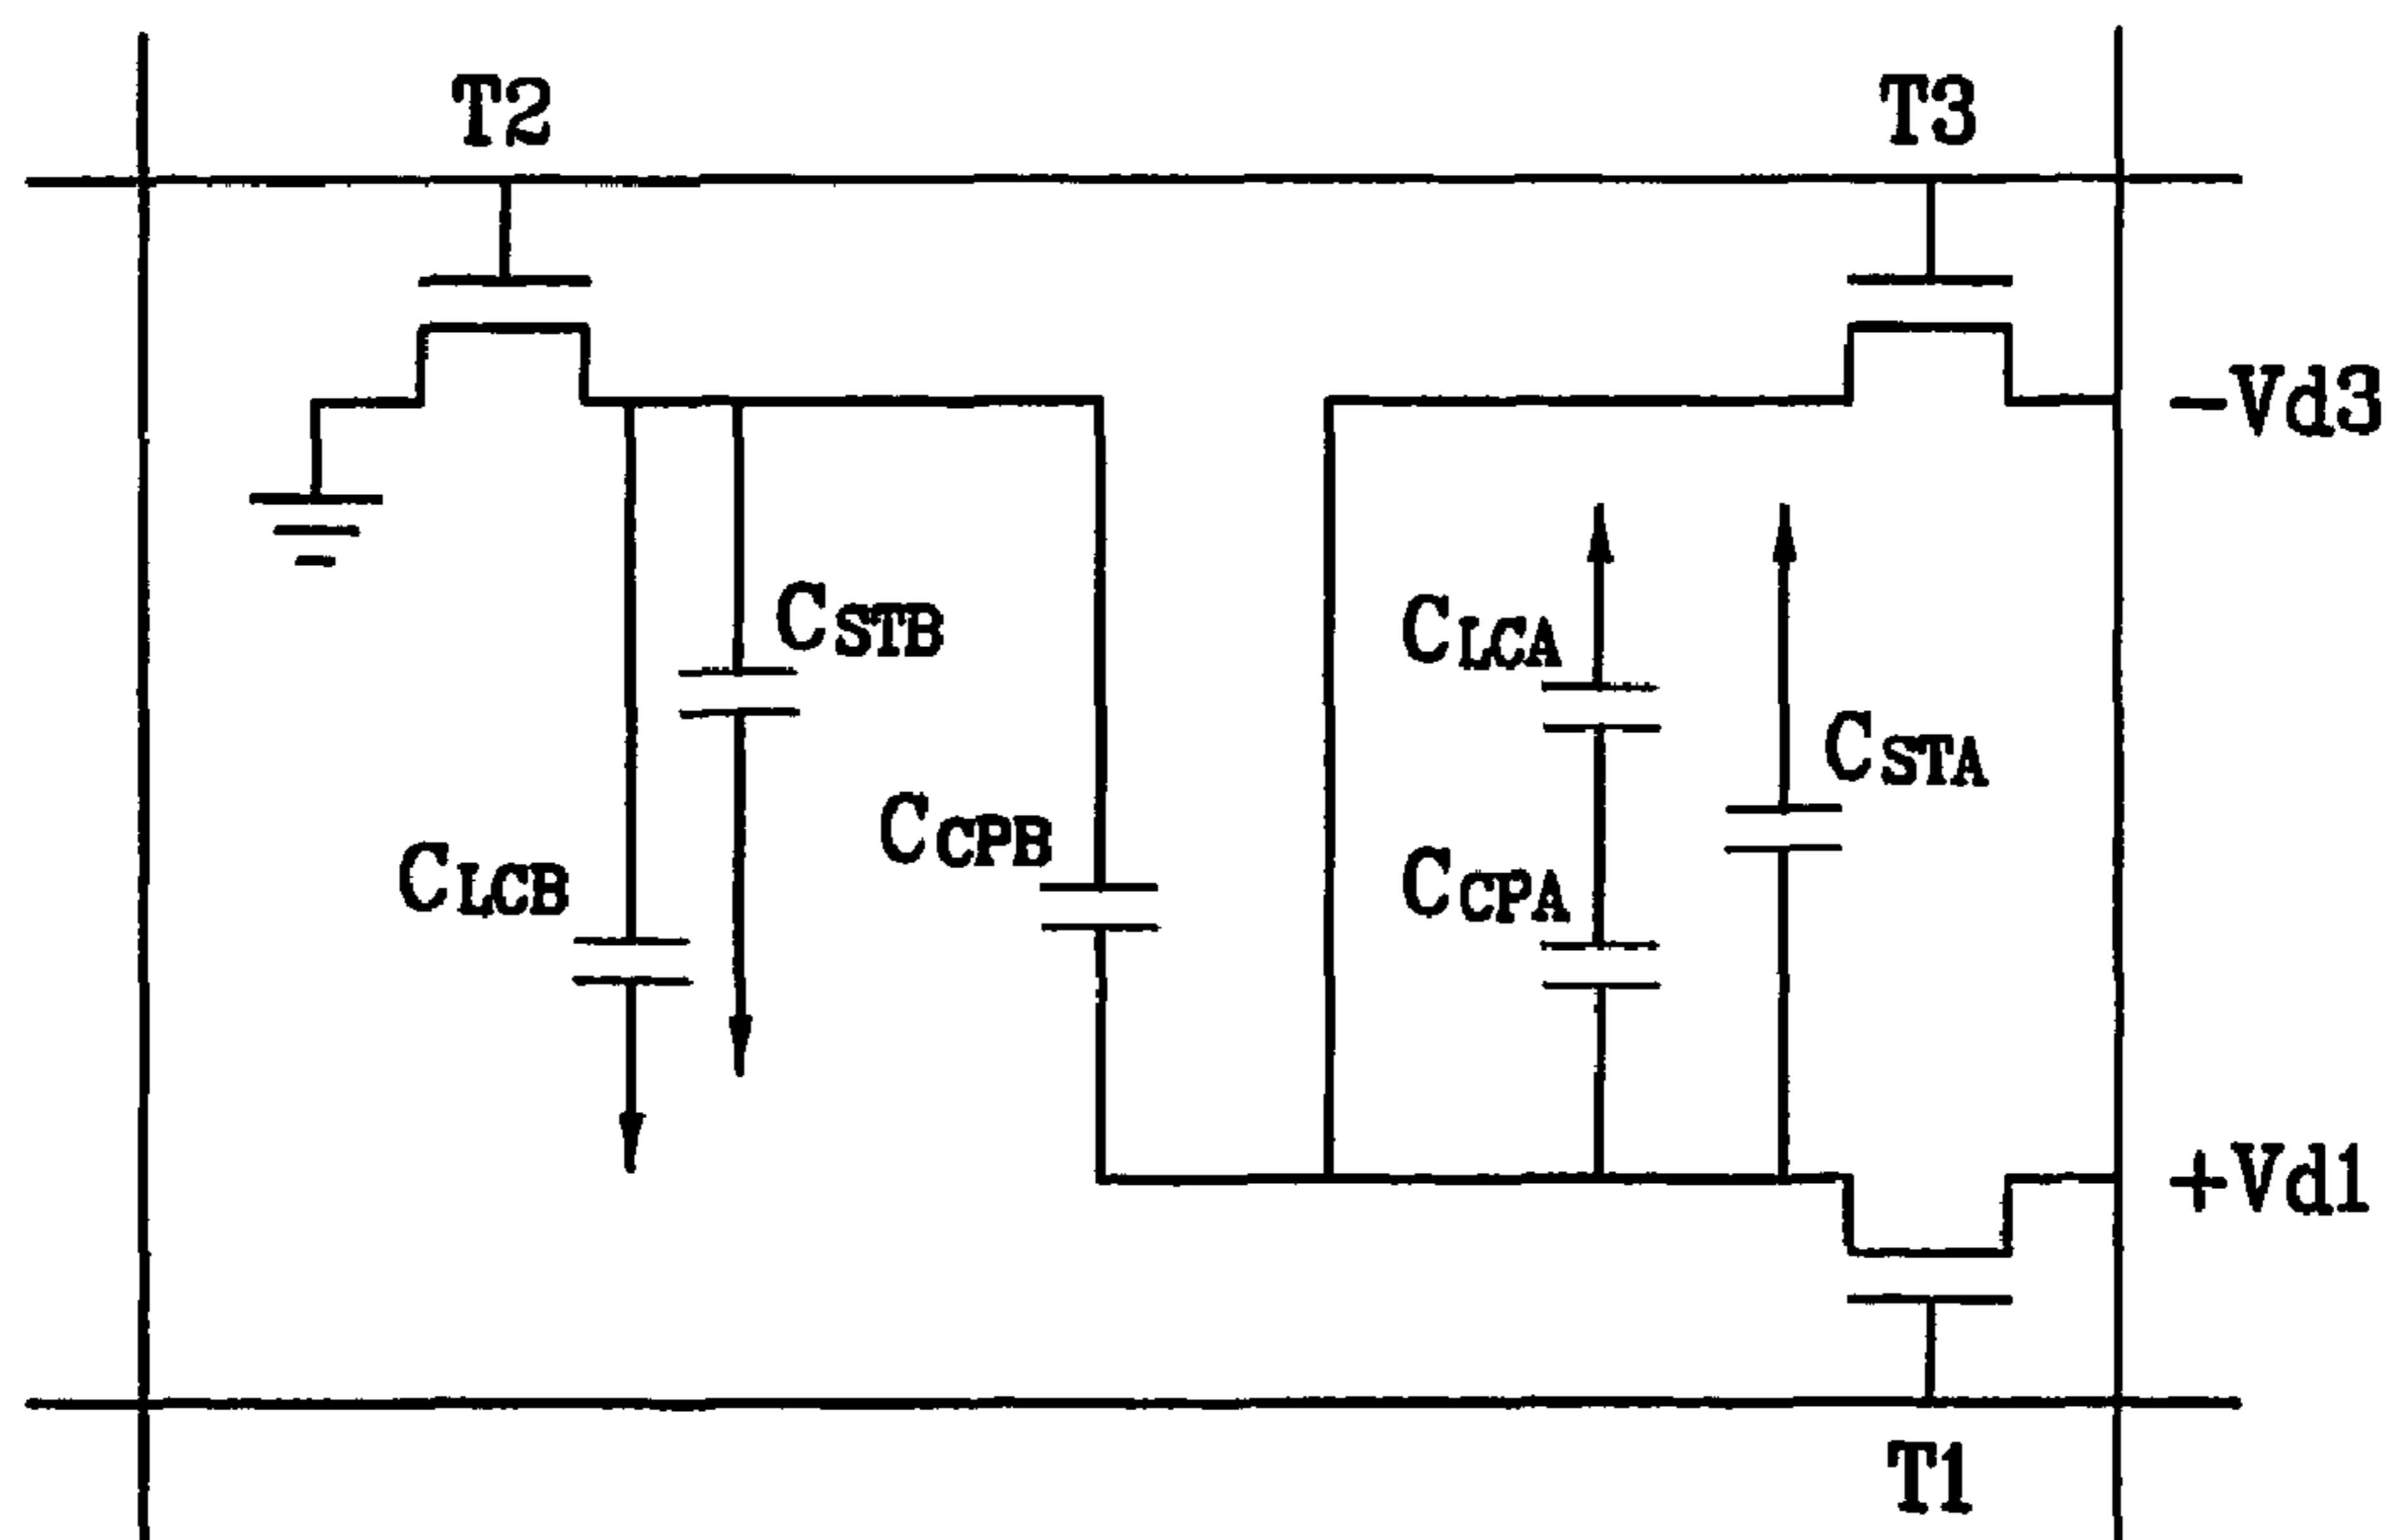 T2
T3
-Vd3
CSTB
CLCA
CSTA
CCPB
CLCB
CCPA
+Vd1
T1